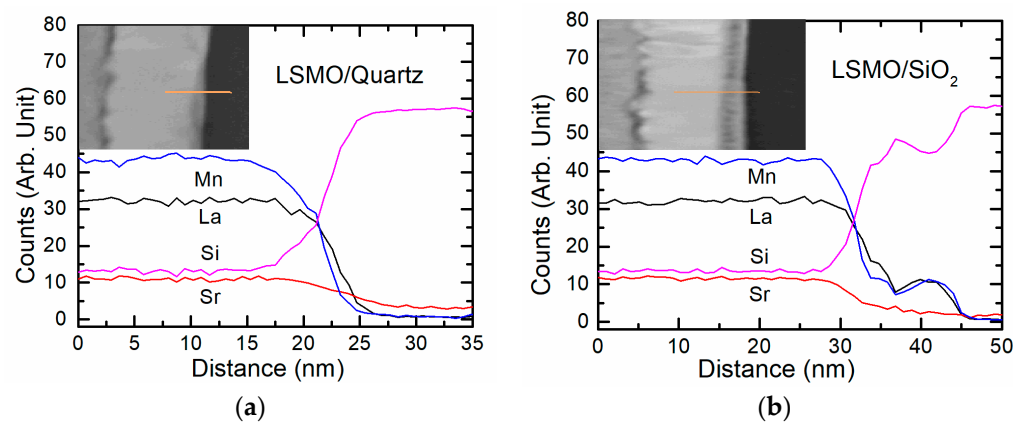 80
70
60
50
40
30
20
10
0
Counts (Arb. Unit)
LSMO/Quartz
Mn
La
Si
Sr
0 5 10 15 20 25 30 35
Distance (nm)
(a)
80
70
60
50
40
30
20
10
0
Counts (Arb. Unit)
LSMO/SiO₂
Mn
La
Si
Sr
0 10 20 30 40 50
Distance (nm)
(b)